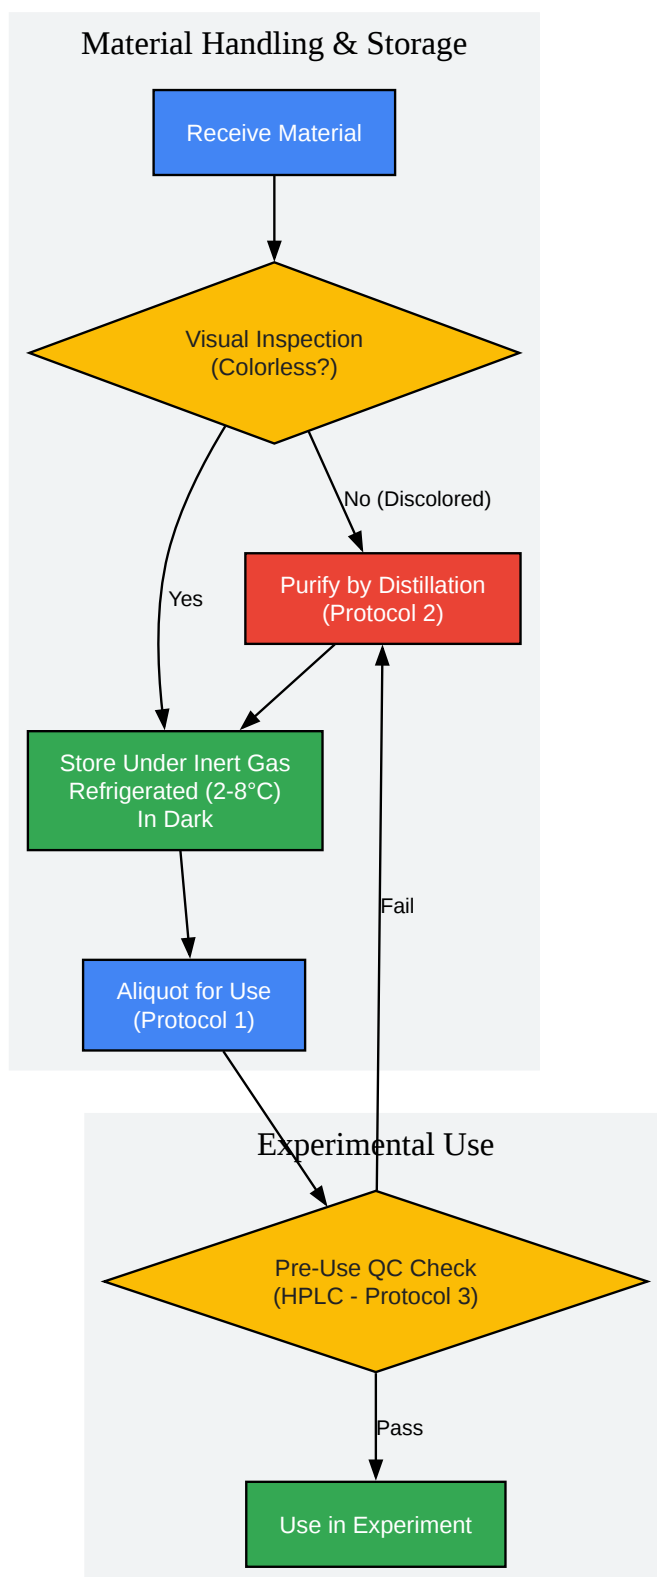 Material Handling & Storage
Receive Material
Visual Inspection
(Colorless?)
No (Discolored)
Purify by Distillation
(Protocol 2)
Yes
Store Under Inert Gas
Refrigerated (2-8°C)
In Dark
Fail
Aliquot for Use
(Protocol 1)
Experimental Use
Pre-Use QC Check
(HPLC - Protocol 3)
Pass
Use in Experiment